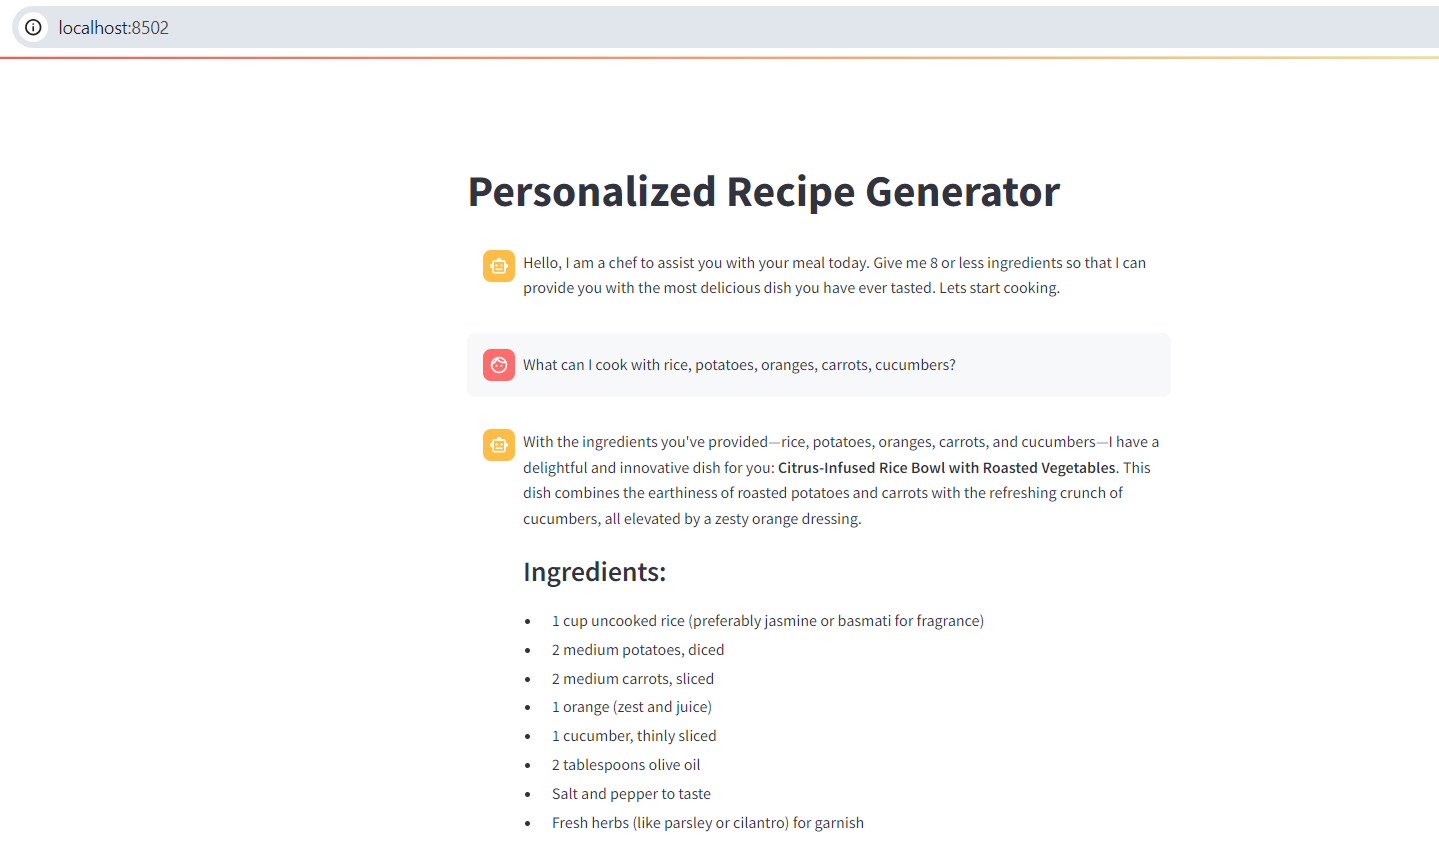 localhost:8502
Personalized Recipe Generator
Hello, I am a chef to assist you with your meal today. Give me 8 or less ingredients so that I can
provide you with the most delicious dish you have ever tasted. Lets start cooking.
What can I cook with rice, potatoes, oranges, carrots, cucumbers?
With the ingredients you've provided—rice, potatoes, oranges, carrots, and cucumbers—I have a
delightful and innovative dish for you: Citrus-Infused Rice Bowl with Roasted Vegetables. This
dish combines the earthiness of roasted potatoes and carrots with the refreshing crunch of
cucumbers, all elevated by a zesty orange dressing.
Ingredients:
• 1 cup uncooked rice (preferably jasmine or basmati for fragrance)
• 2 medium potatoes, diced
• 2 medium carrots, sliced
• 1 orange (zest and juice)
• 1 cucumber, thinly sliced
• 2 tablespoons olive oil
• Salt and pepper to taste
• Fresh herbs (like parsley or cilantro) for garnish